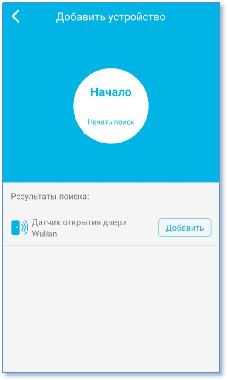 Добавить устройство
Начало
Начать поиск
Результаты поиска:
Датчик открытия двери
Wulian
Добавить